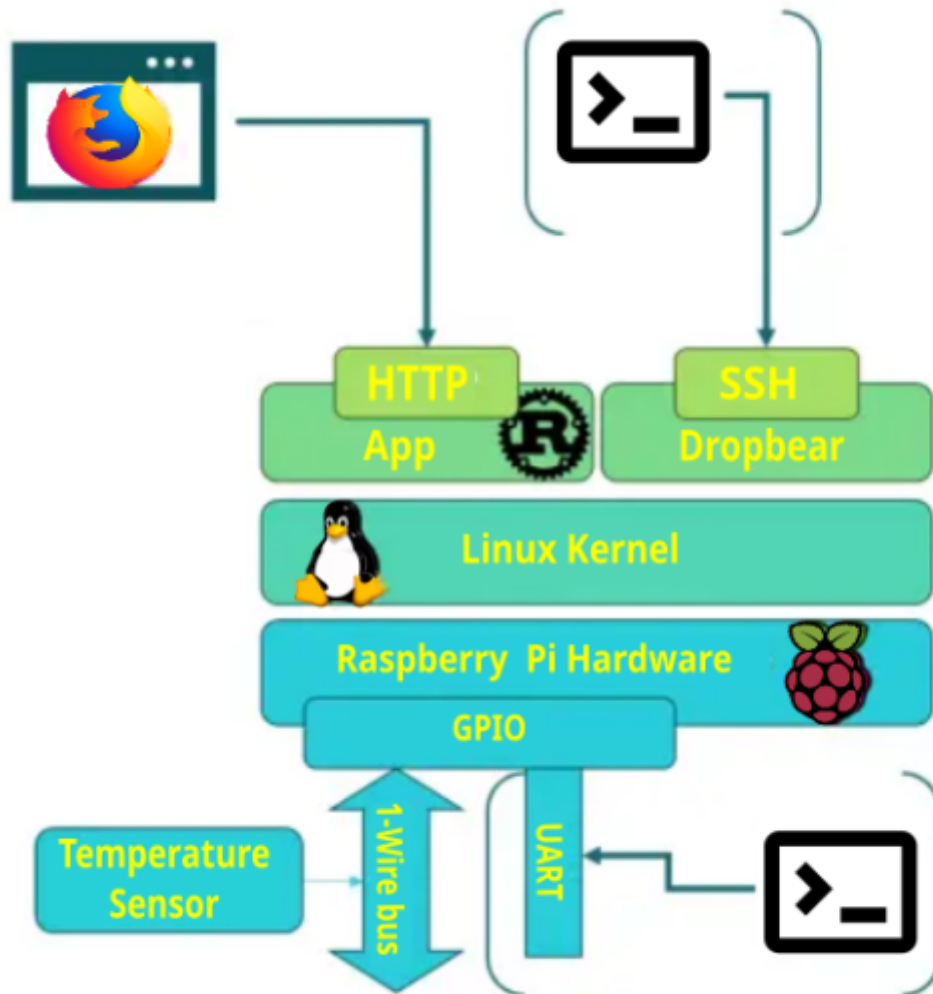 HTTP
SSH
App
Dropbear
Linux Kernel
Raspberry Pi Hardware
GPIO
1-Wire bus
UART
Temperature
Sensor